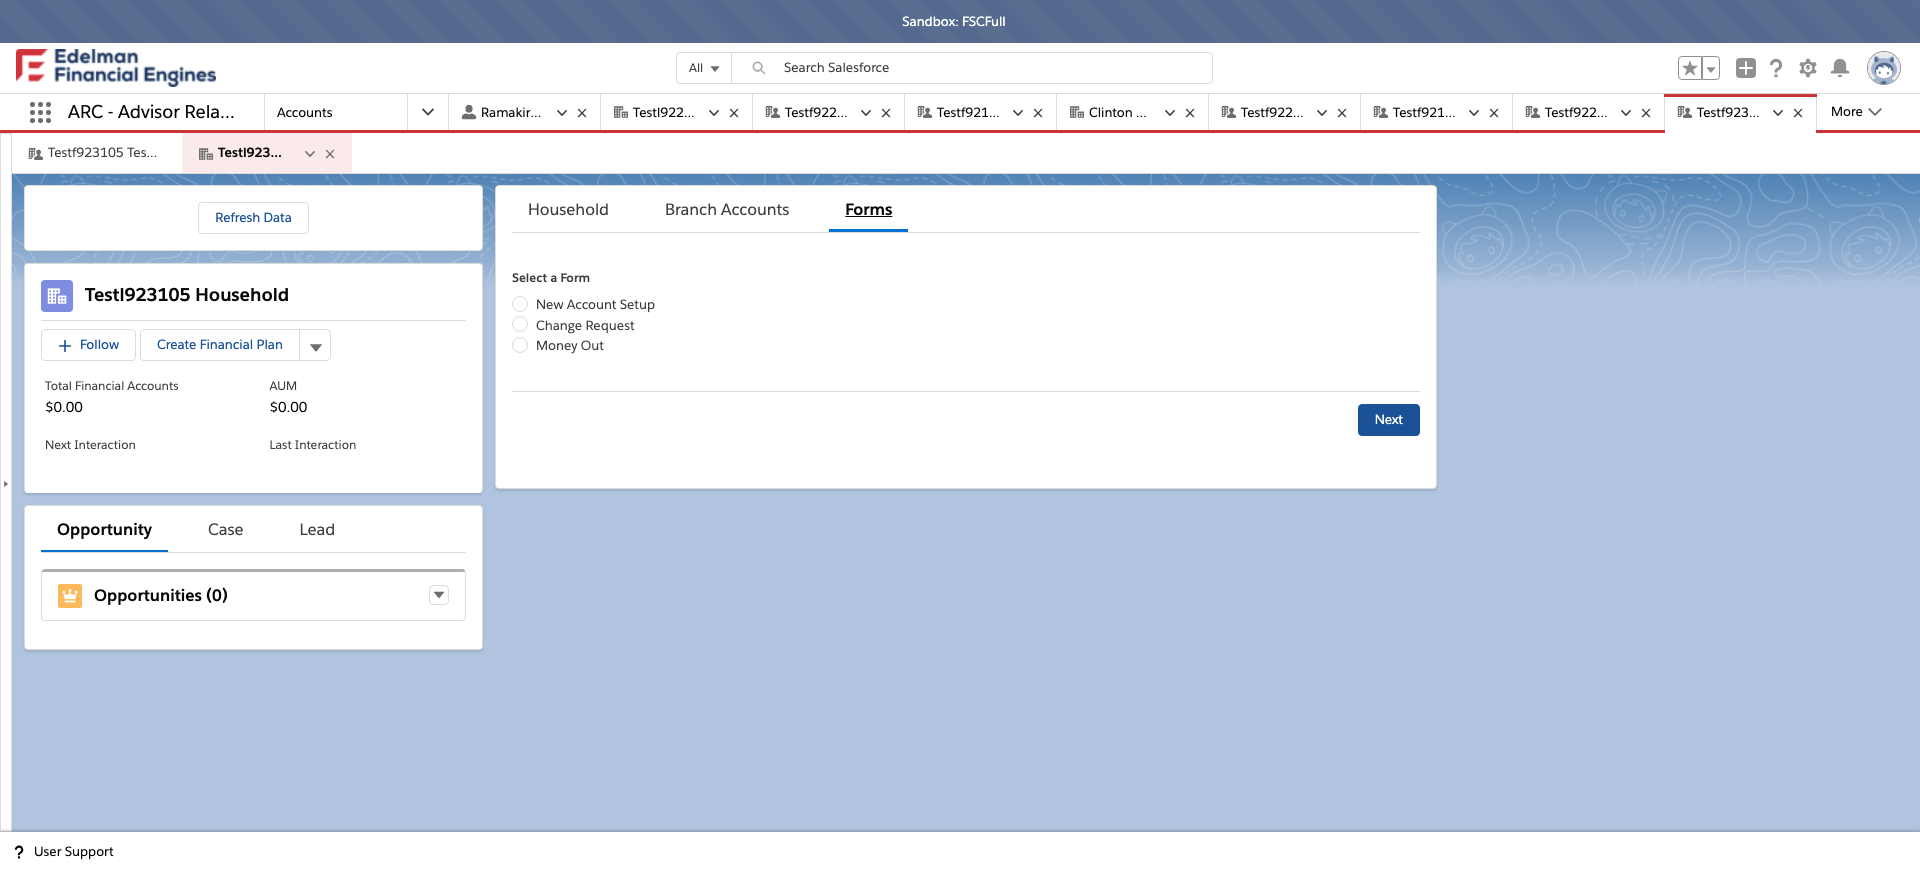 Sandbox: FSCFull
Edelman
Financial Engines
All
Search Salesforce
ARC - Advisor Rela...
Accounts
Ramakir...
Testl922...
Testf922...
Testf921...
Clinton ...
Testf922...
Testf921...
Testf922...
Testf923...
More
Testf923105 Tes...
Testl923...
Refresh Data
Testl923105 Household
Follow
Create Financial Plan
Total Financial Accounts
AUM
$0.00
$0.00
Next Interaction
Last Interaction
Opportunity
Case
Lead
Opportunities (0)
Household
Branch Accounts
Forms
Select a Form
New Account Setup
Change Request
Money Out
Next
? User Support